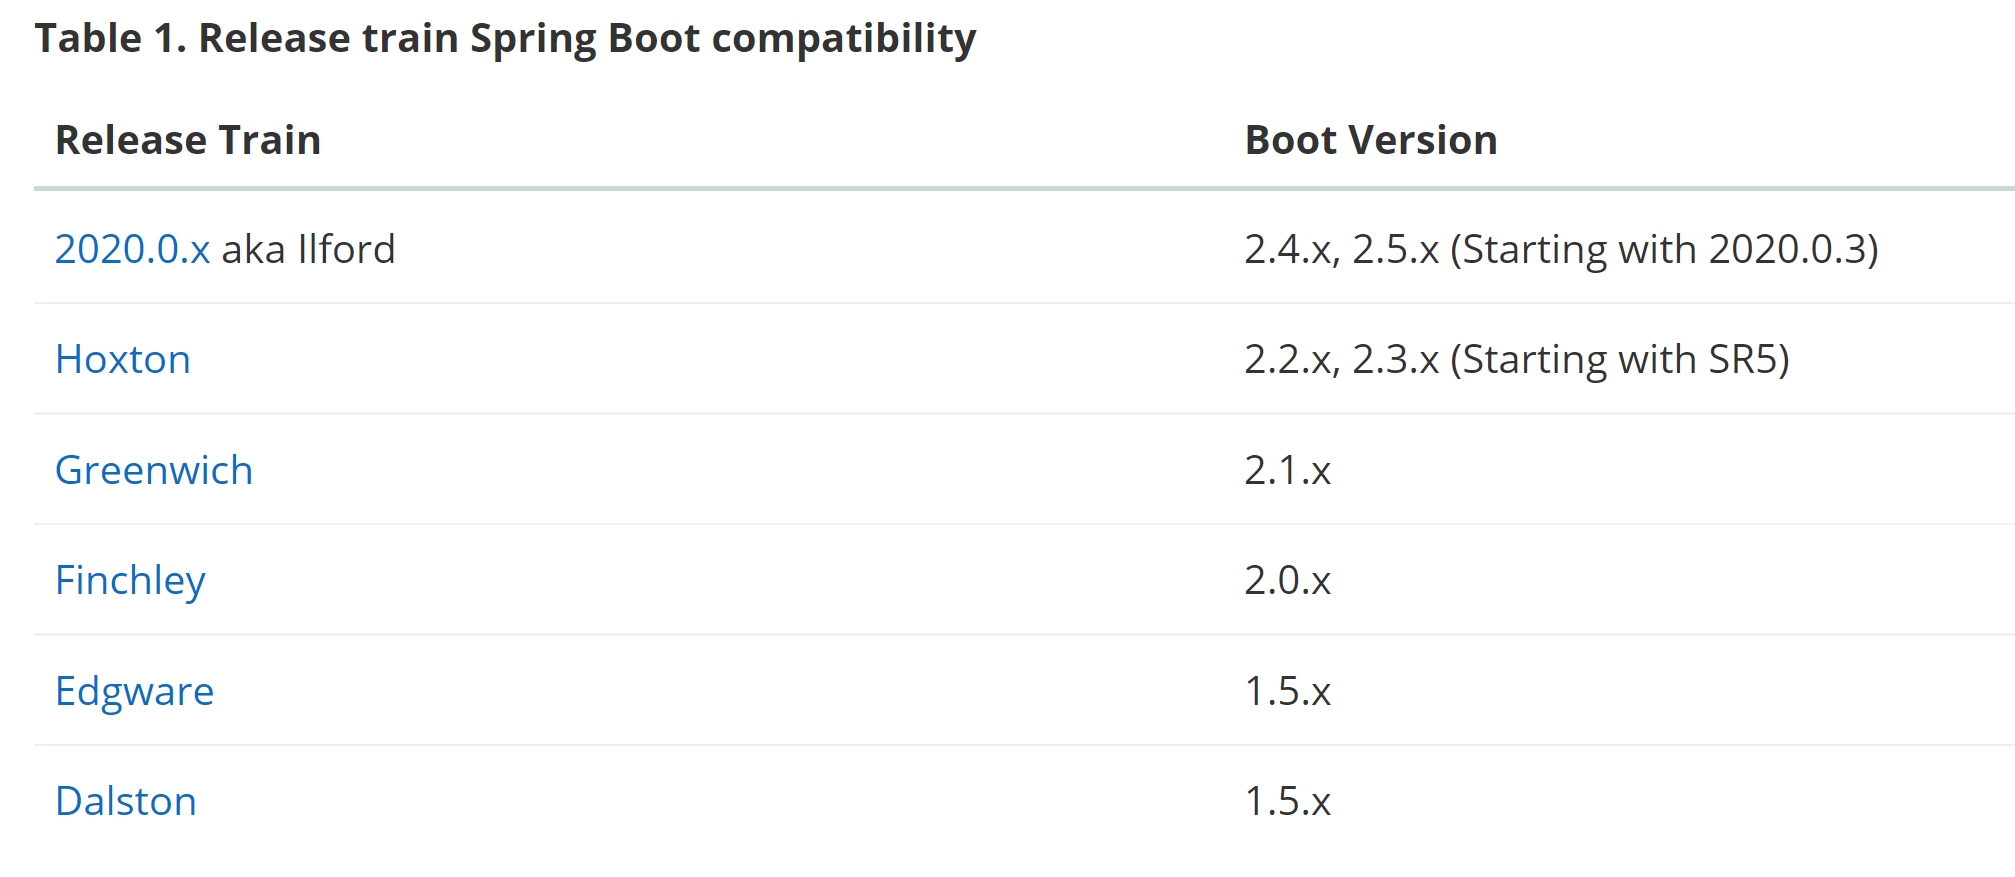 Table 1. Release train Spring Boot compatibility
Release Train Boot Version
2020.0.x aka Ilford 2.4.x, 2.5.x (Starting with 2020.0.3)
Hoxton 2.2.x, 2.3.x (Starting with SR5)
Greenwich 2.1.x
Finchley 2.0.x
Edgware 1.5.x
Dalston 1.5.x